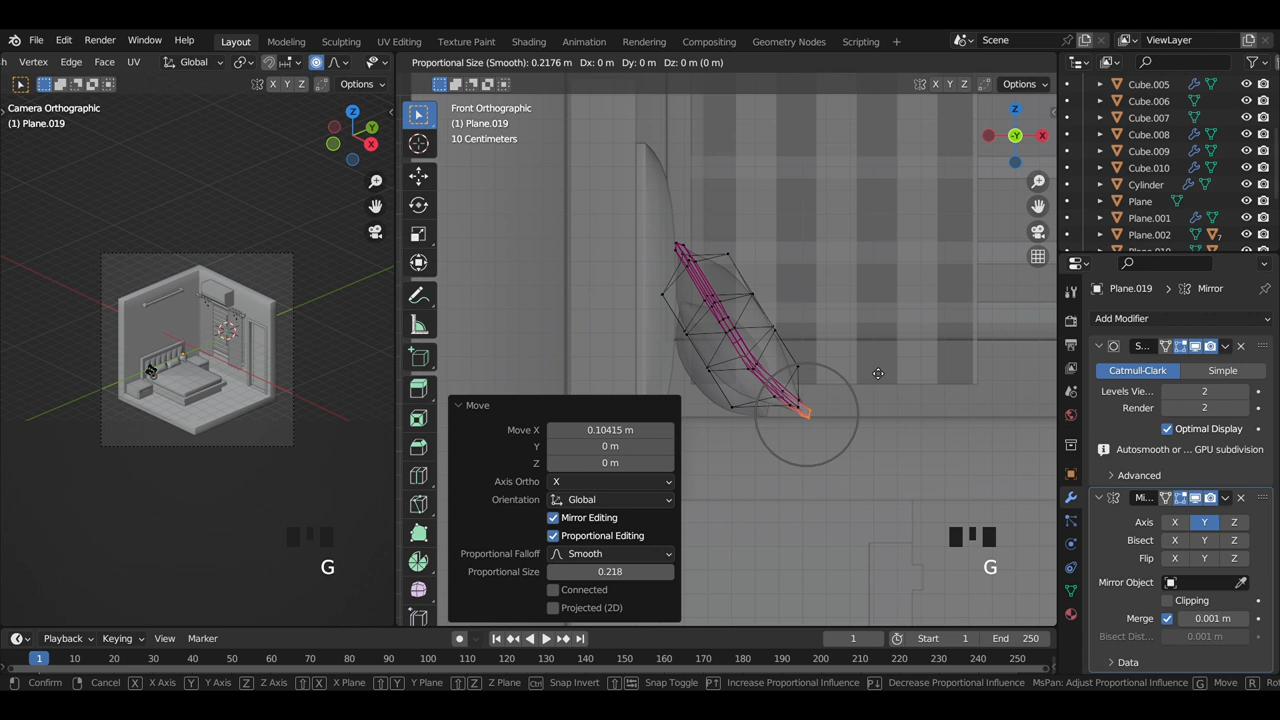 File Edit Render Window Help Layout Modeling Sculpting UV Editing Texture Paint Shading Animation Rendering Compositing Geometry Nodes Scripting + Scene ViewLayer
Vertex Edge Face UV Global Proportional Size (Smooth): 0.2176 m Dx: 0 m Dy: 0 m Dz: 0 m (0 m)
X Y Z Options X Y Z Options
Camera Orthographic
(1) Plane.019
Front Orthographic
(1) Plane.019
10 Centimeters
Z
Y
X
Z
-Y
X
Cube.005
Cube.006
Cube.007
Cube.008
Cube.009
Cube.010
Cylinder
Plane
Plane.001
Plane.002 7
Plane.019 > Mirror
Add Modifier
S...
Catmull-Clark Simple
Levels Vie... 2
Render 2
Optimal Display
Autosmooth or ... GPU subdivision
Advanced
Mi...
Axis X Y Z
Bisect X Y Z
Flip X Y Z
Mirror Object
Clipping
Merge 0.001 m
Bisect Dist... 0.001 m
Data
Move
Move X 0.10415 m
Y 0 m
Z 0 m
Axis Ortho X
Orientation Global
Mirror Editing
Proportional Editing
Proportional Falloff Smooth
Proportional Size 0.218
Connected
Projected (2D)
G
G
Playback Keying View Marker 1 Start 1 End 250
1 10 20 30 40 50 60 70 80 90 100 110 120 130 140 150 160 170 180 190 200 210 220 230 240 250
Confirm Cancel X X Axis Y Y Axis Z Z Axis X X Plane Y Y Plane Z Z Plane Ctrl Snap Invert Snap Toggle P↑ Increase Proportional Influence P↓ Decrease Proportional Influence MsPan: Adjust Proportional Influence G Move R